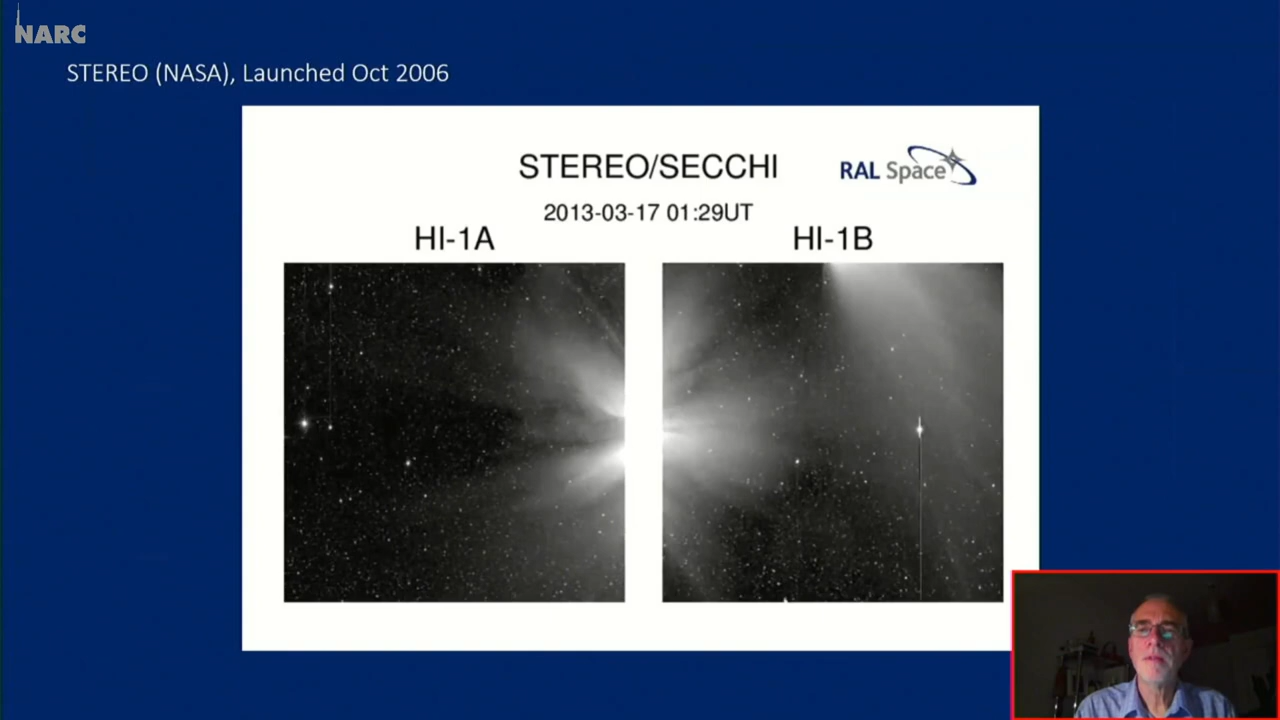 NARC
STEREO (NASA), Launched Oct 2006
STEREO/SECCHI
RAL Space
2013-03-17 01:29UT
HI-1A
HI-1B